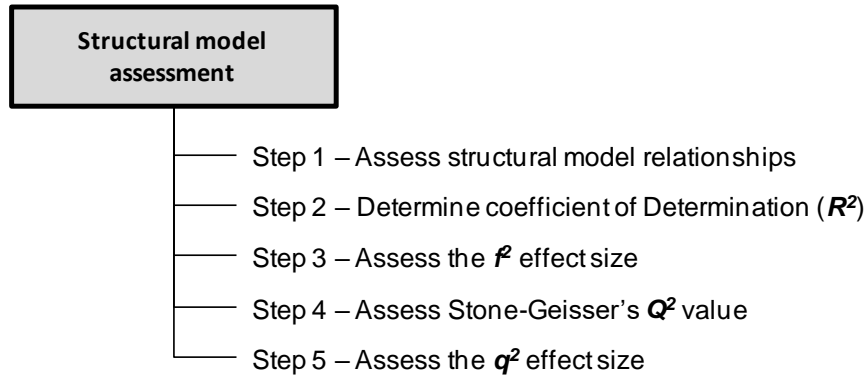 Structural model
assessment
Step 1 – Assess structural model relationships
Step 2 – Determine coefficient of Determination (R²)
Step 3 – Assess the f² effect size
Step 4 – Assess Stone-Geisser’s Q² value
Step 5 – Assess the q² effect size